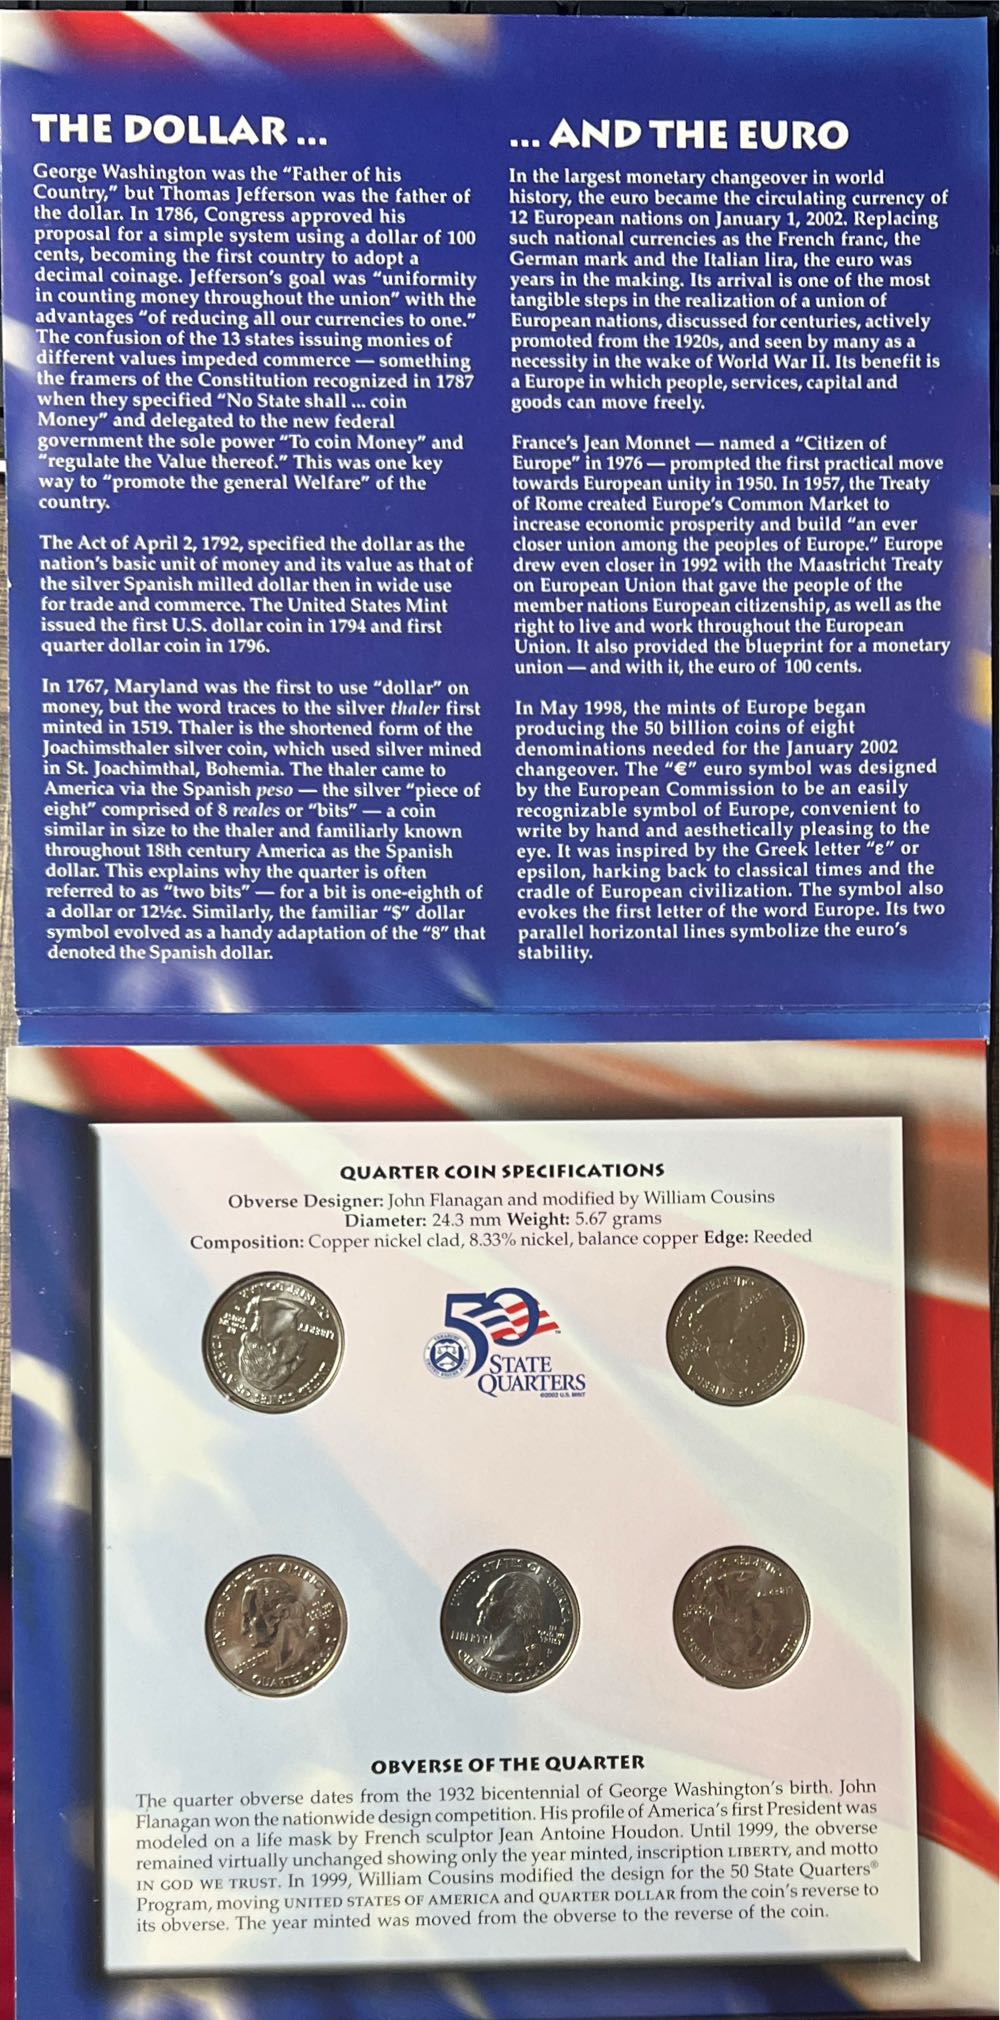 THE DOLLAR ...
George Washington was the “Father of his
Country,” but Thomas Jefferson was the father of
the dollar. In 1786, Congress approved his
proposal for a simple system using a dollar of 100
cents, becoming the first country to adopt a
decimal coinage. Jefferson’s goal was “uniformity
in counting money throughout the union” with the
advantages “of reducing all our currencies to one.”
The confusion of the 13 states issuing monies of
different values impeded commerce — something
the framers of the Constitution recognized in 1787
when they specified “No State shall ... coin
Money” and delegated to the new federal
government the sole power “To coin Money” and
“regulate the Value thereof.” This was one key
way to “promote the general Welfare” of the
country.
The Act of April 2, 1792, specified the dollar as the
nation’s basic unit of money and its value as that of
the silver Spanish milled dollar then in wide use
for trade and commerce. The United States Mint
issued the first U.S. dollar coin in 1794 and first
quarter dollar coin in 1796.
In 1767, Maryland was the first to use “dollar” on
money, but the word traces to the silver thaler first
minted in 1519. Thaler is the shortened form of the
Joachimsthaler silver coin, which used silver mined
in St. Joachimthal, Bohemia. The thaler came to
America via the Spanish peso — the silver “piece of
eight” comprised of 8 reales or “bits” — a coin
similar in size to the thaler and familiarly known
throughout 18th century America as the Spanish
dollar. This explains why the quarter is often
referred to as “two bits” — for a bit is one-eighth of
a dollar or 12½¢. Similarly, the familiar “$” dollar
symbol evolved as a handy adaptation of the “8” that
denoted the Spanish dollar.
... AND THE EURO
In the largest monetary changeover in world
history, the euro became the circulating currency of
12 European nations on January 1, 2002. Replacing
such national currencies as the French franc, the
German mark and the Italian lira, the euro was
years in the making. Its arrival is one of the most
tangible steps in the realization of a union of
European nations, discussed for centuries, actively
promoted from the 1920s, and seen by many as a
necessity in the wake of World War II. Its benefit is
a Europe in which people, services, capital and
goods can move freely.
France’s Jean Monnet — named a “Citizen of
Europe” in 1976 — prompted the first practical move
towards European unity in 1950. In 1957, the Treaty
of Rome created Europe’s Common Market to
increase economic prosperity and build “an ever
closer union among the peoples of Europe.” Europe
drew even closer in 1992 with the Maastricht Treaty
on European Union that gave the people of the
member nations European citizenship, as well as the
right to live and work throughout the European
Union. It also provided the blueprint for a monetary
union — and with it, the euro of 100 cents.
In May 1998, the mints of Europe began
producing the 50 billion coins of eight
denominations needed for the January 2002
changeover. The “€” euro symbol was designed
by the European Commission to be an easily
recognizable symbol of Europe, convenient to
write by hand and aesthetically pleasing to the
eye. It was inspired by the Greek letter “ε” or
epsilon, harking back to classical times and the
cradle of European civilization. The symbol also
evokes the first letter of the word Europe. Its two
parallel horizontal lines symbolize the euro’s
stability.
QUARTER COIN SPECIFICATIONS
Obverse Designer: John Flanagan and modified by William Cousins
Diameter: 24.3 mm Weight: 5.67 grams
Composition: Copper nickel clad, 8.33% nickel, balance copper Edge: Reeded
50
STATE
QUARTERS
©2002 U.S. MINT
UNITED STATES OF AMERICA
LIBERTY
IN
GOD WE
TRUST
QUARTER DOLLAR
OBVERSE OF THE QUARTER
The quarter obverse dates from the 1932 bicentennial of George Washington’s birth. John
Flanagan won the nationwide design competition. His profile of America’s first President was
modeled on a life mask by French sculptor Jean Antoine Houdon. Until 1999, the obverse
remained virtually unchanged showing only the year minted, inscription LIBERTY, and motto
IN GOD WE TRUST. In 1999, William Cousins modified the design for the 50 State Quarters®
Program, moving UNITED STATES OF AMERICA and QUARTER DOLLAR from the coin’s reverse to
its obverse. The year minted was moved from the obverse to the reverse of the coin.